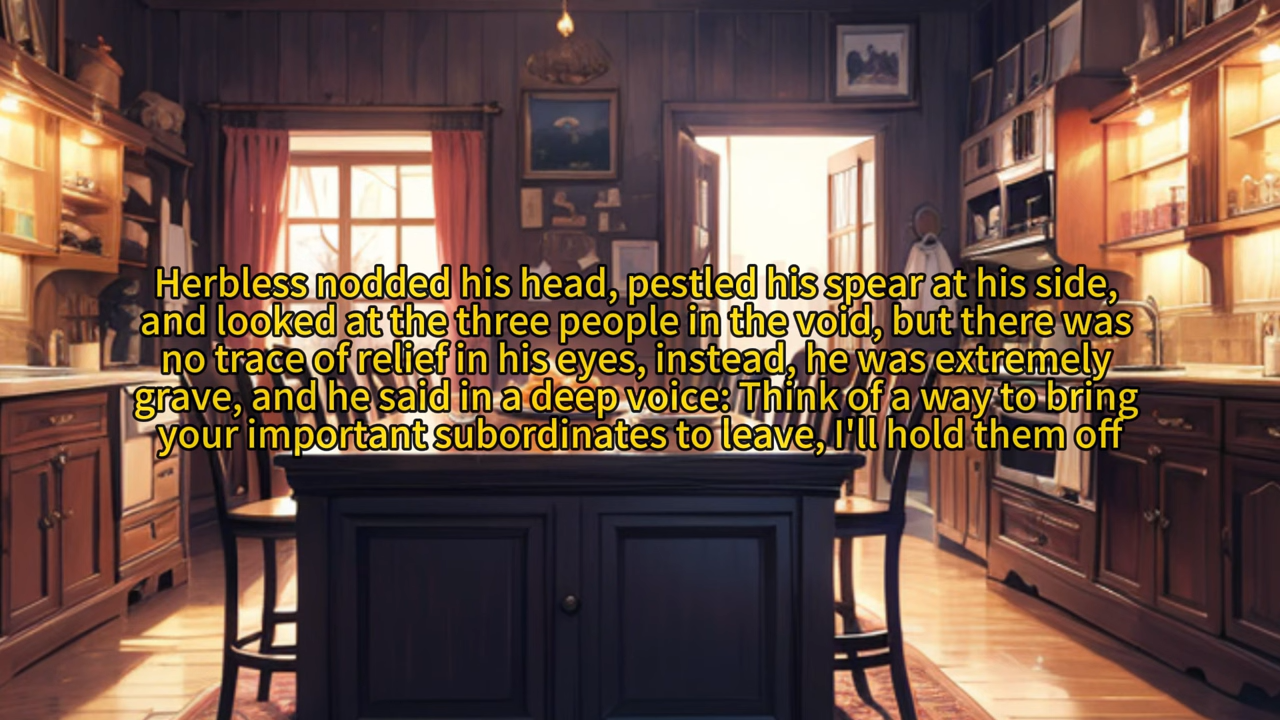 Herbless nodded his head, pestled his spear at his side,
and looked at the three people in the void, but there was
no trace of relief in his eyes, instead, he was extremely
grave, and he said in a deep voice: Think of a way to bring
your important subordinates to leave, I'll hold them off